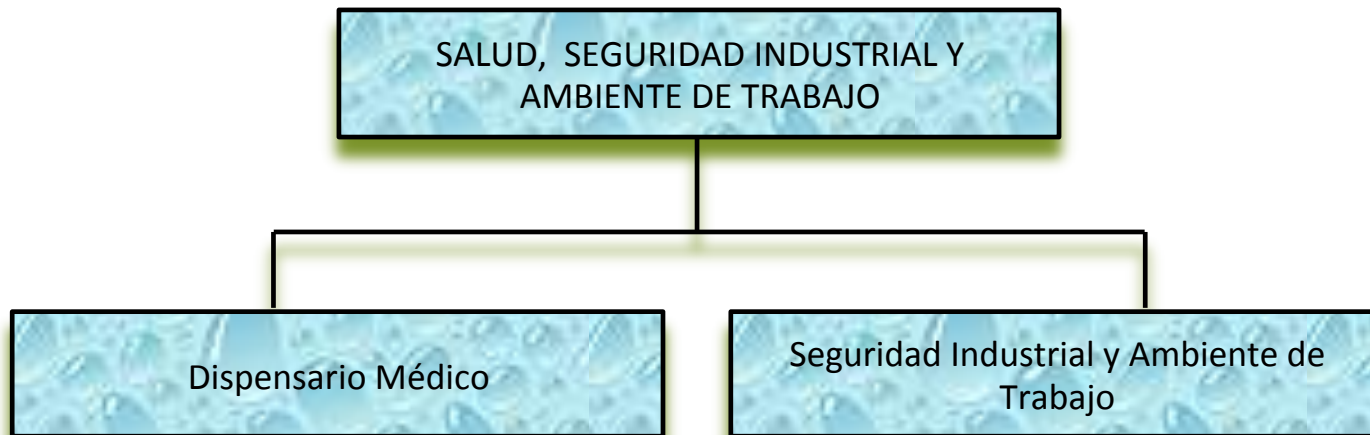 SALUD, SEGURIDAD INDUSTRIAL Y
AMBIENTE DE TRABAJO
Dispensario Médico
Seguridad Industrial y Ambiente de
Trabajo